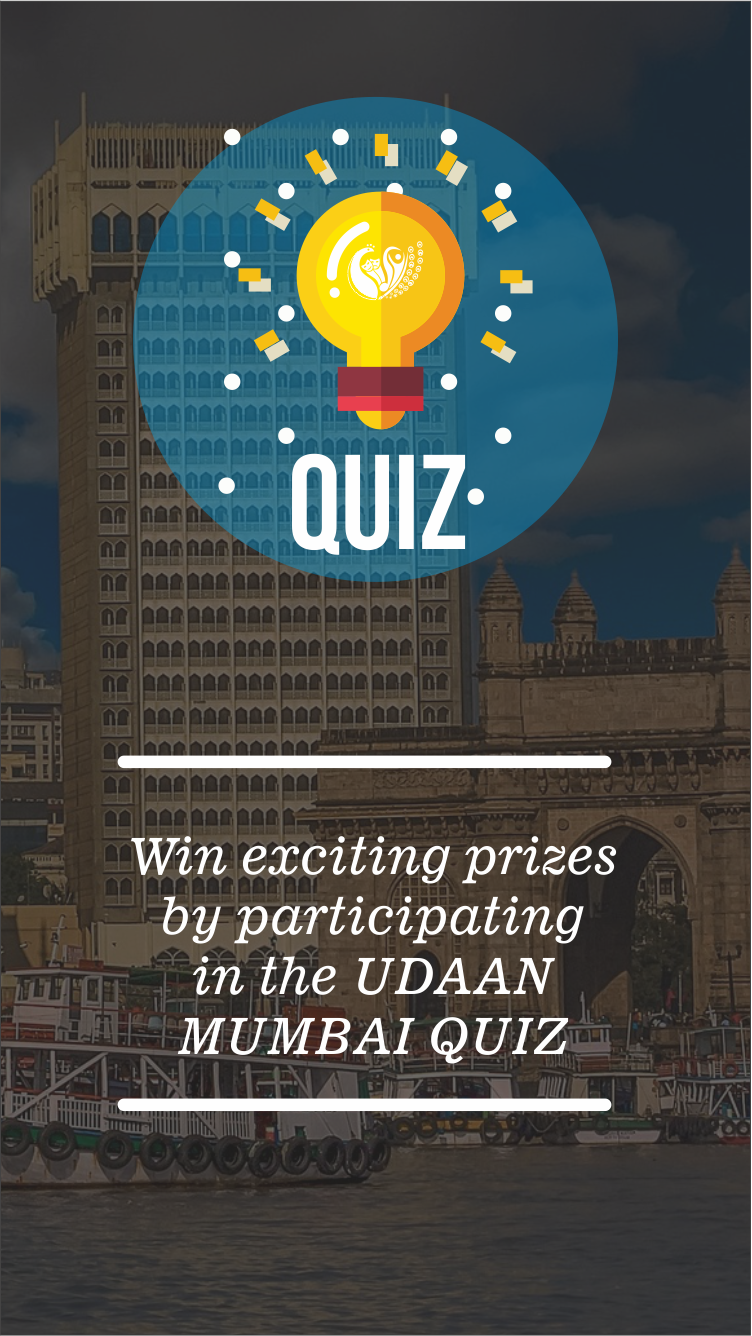 QUIZ
Win exciting prizes
by participating
in the UDAAN
MUMBAI QUIZ